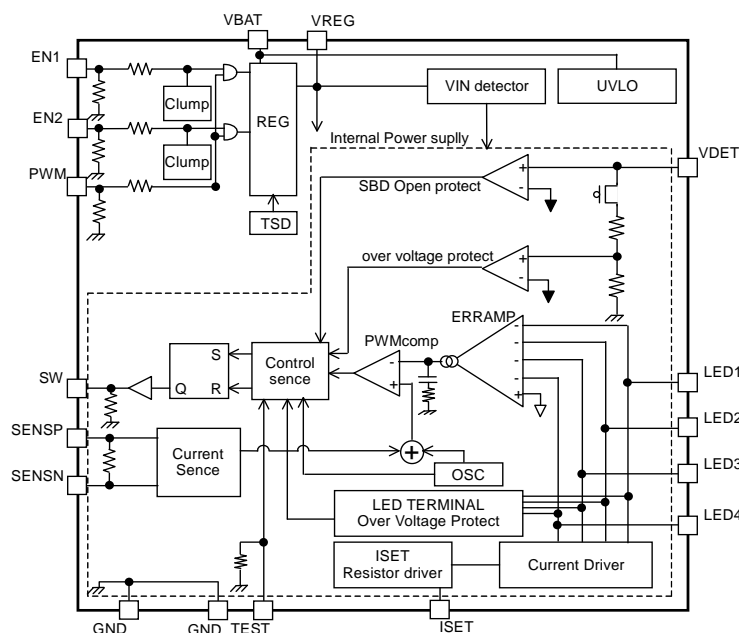 VBAT
VREG
EN1
Clump
EN2
Clump
PWM
REG
TSD
VIN detector
UVLO
Internal Power suplly
VDET
SBD Open protect
+
-
over voltage protect
+
-
ERRAMP
-
-
-
-
+
PWMcomp
-
+
Control
sence
S
R
Q
SW
SENSP
SENSN
Current
Sence
+
OSC
LED1
LED2
LED3
LED4
LED TERMINAL
Over Voltage Protect
ISET
Resistor driver
Current Driver
GND
GND
TEST
ISET